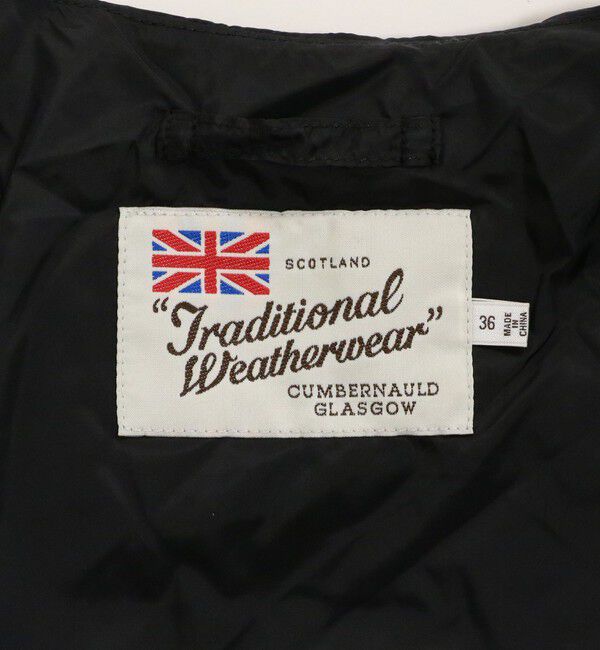 SCOTLAND
"Traditional
Weatherwear"
CUMBERNAULD
GLASGOW
36
MADE
IN
CHINA